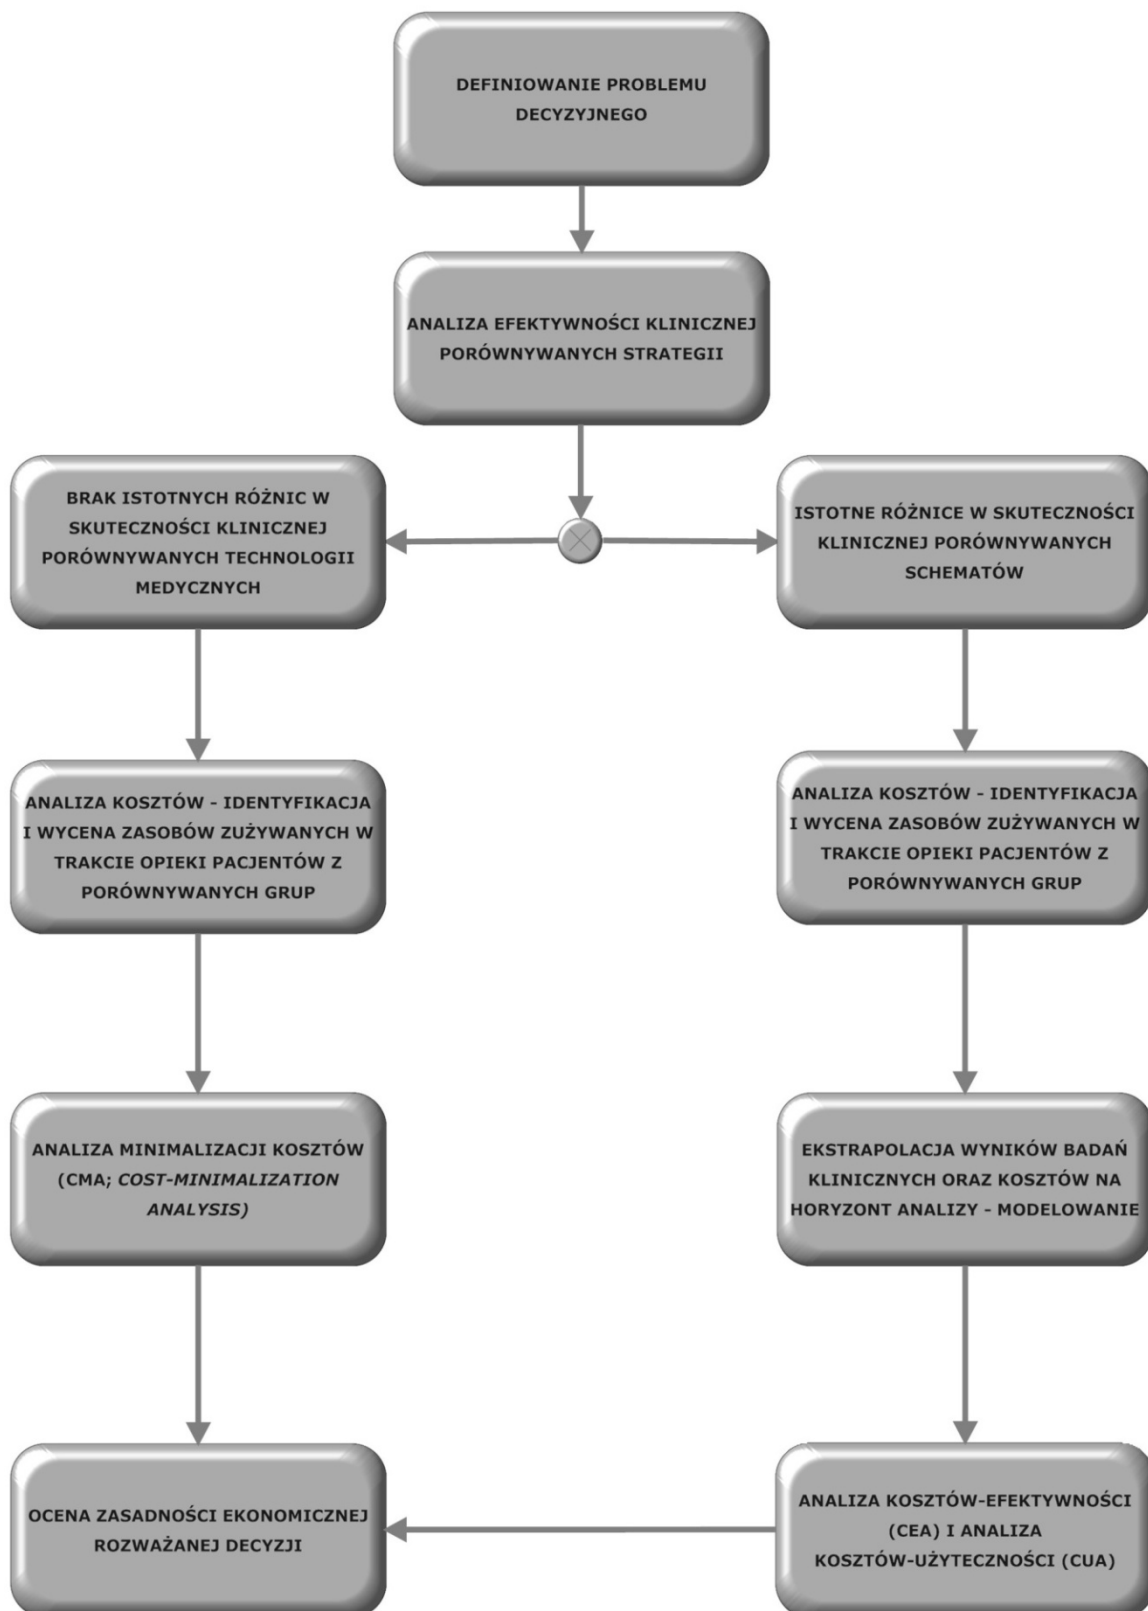 DEFINIOWANIE PROBLEMU
DECYZYJNEGO
ANALIZA EFEKTYWNOŚCI KLINICZNEJ
PORÓWNYWANYCH STRATEGII
BRAK ISTOTNYCH RÓŻNIC W
SKUTECZNOŚCI KLINICZNEJ
PORÓWNYWANYCH TECHNOLOGII
MEDYCZNYCH
ISTOTNE RÓŻNICE W SKUTECZNOŚCI
KLINICZNEJ PORÓWNYWANYCH
SCHEMATÓW
ANALIZA KOSZTÓW - IDENTYFIKACJA
I WYCENA ZASOBÓW ZUŻYWANYCH W
TRAKCIE OPIEKI PACJENTÓW Z
PORÓWNYWANYCH GRUP
ANALIZA KOSZTÓW - IDENTYFIKACJA
I WYCENA ZASOBÓW ZUŻYWANYCH W
TRAKCIE OPIEKI PACJENTÓW Z
PORÓWNYWANYCH GRUP
ANALIZA MINIMALIZACJI KOSZTÓW
(CMA; COST-MINIMALIZATION
ANALYSIS)
EKSTRAPOLACJA WYNIKÓW BADAŃ
KLINICZNYCH ORAZ KOSZTÓW NA
HORYZONT ANALIZY - MODELOWANIE
OCENA ZASADNOŚCI EKONOMICZNEJ
ROZWAŻANEJ DECYZJI
ANALIZA KOSZTÓW-EFEKTYWNOŚCI
(CEA) I ANALIZA
KOSZTÓW-UŻYTECZNOŚCI (CUA)